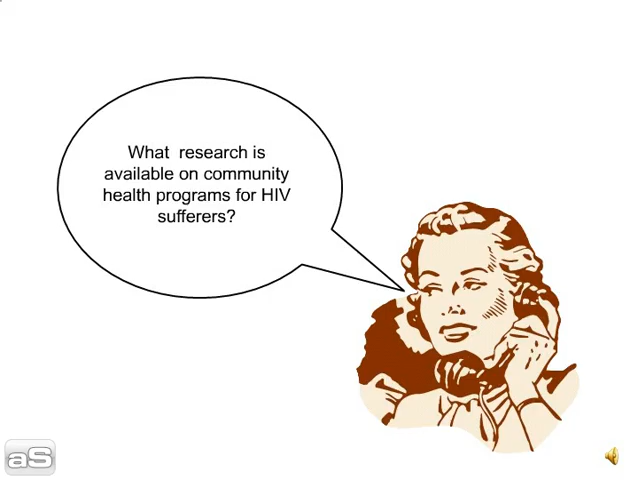 What  research is
available on community
health programs for HIV
sufferers?
aS